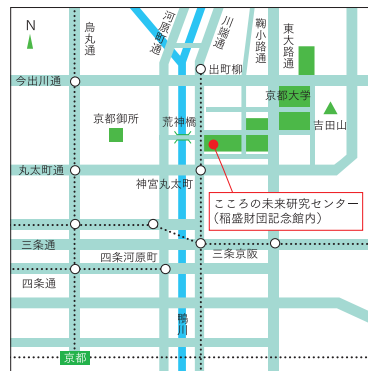 N
烏丸通
河原町通
川端通
鞠小路通
東大路通
出町柳
今出川通
京都大学
京都御所
荒神橋
吉田山
丸太町通
神宮丸太町
こころの未来研究センター
(稲盛財団記念館内)
三条通
四条河原町
三条京阪
四条通
鴨川
京都